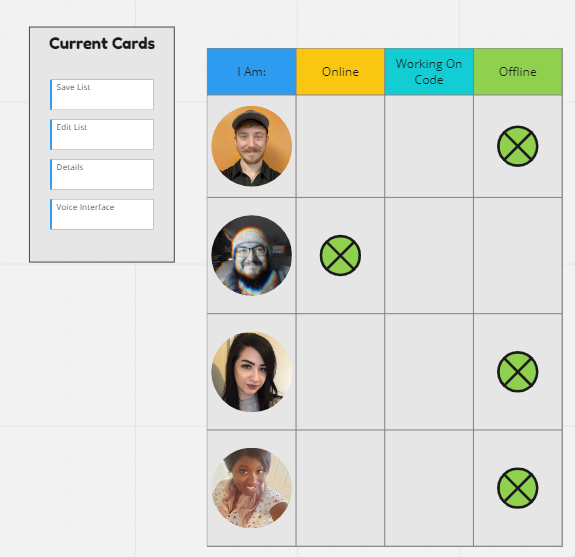 Current Cards
Save List
Edit List
Details
Voice Interface
I Am:
Online
Working On
Code
Offline